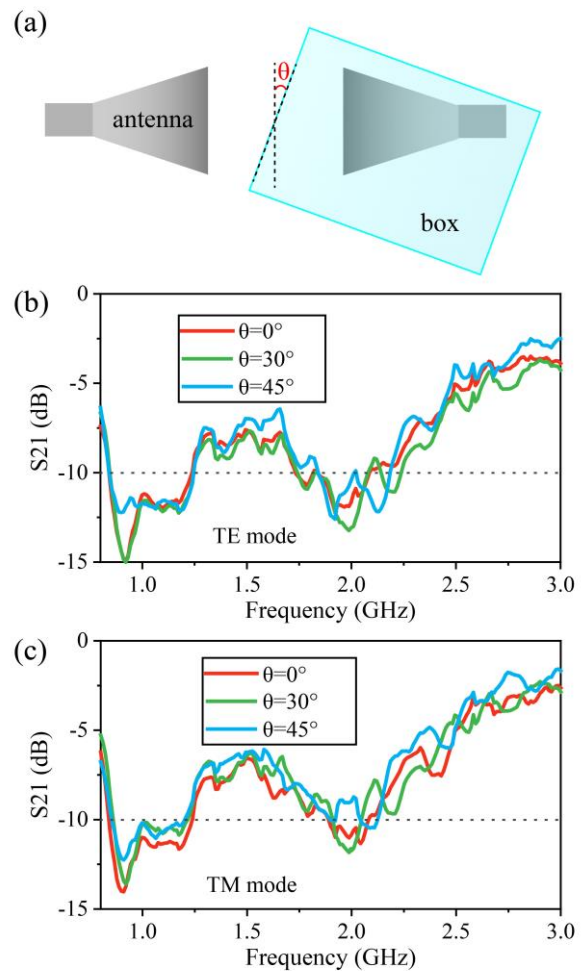 (a)
θ
antenna
box
(b)
0
-5
-10
-15
S21 (dB)
θ=0°
θ=30°
θ=45°
TE mode
1.0 1.5 2.0 2.5 3.0
Frequency (GHz)
(c)
0
-5
-10
-15
S21 (dB)
θ=0°
θ=30°
θ=45°
TM mode
1.0 1.5 2.0 2.5 3.0
Frequency (GHz)